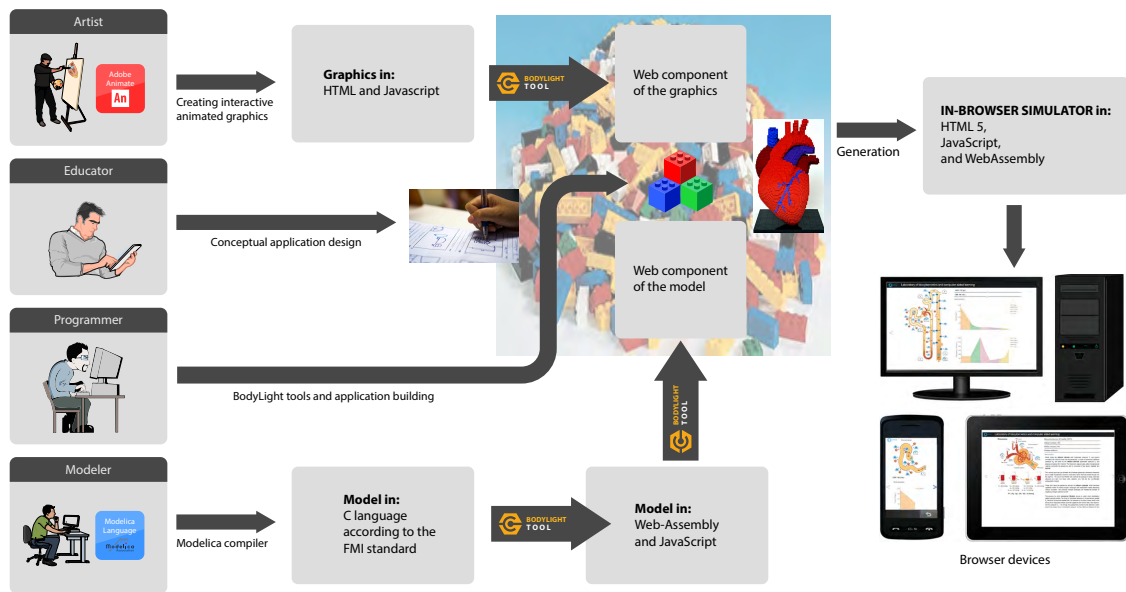 Artist
Adobe
Animate
An
Creating interactive
animated graphics
Graphics in:
HTML and Javascript
BODYLIGHT
TOOL
Web component
of the graphics
Generation
IN-BROWSER SIMULATOR in:
HTML 5,
JavaScript,
and WebAssembly
Educator
Conceptual application design
Web component
of the model
Programmer
BodyLight tools and application building
BODYLIGHT
TOOL
Modeler
Modelica
Language
Modelica
Modelica compiler
Model in:
C language
according to the
FMI standard
BODYLIGHT
TOOL
Model in:
Web-Assembly
and JavaScript
Browser devices